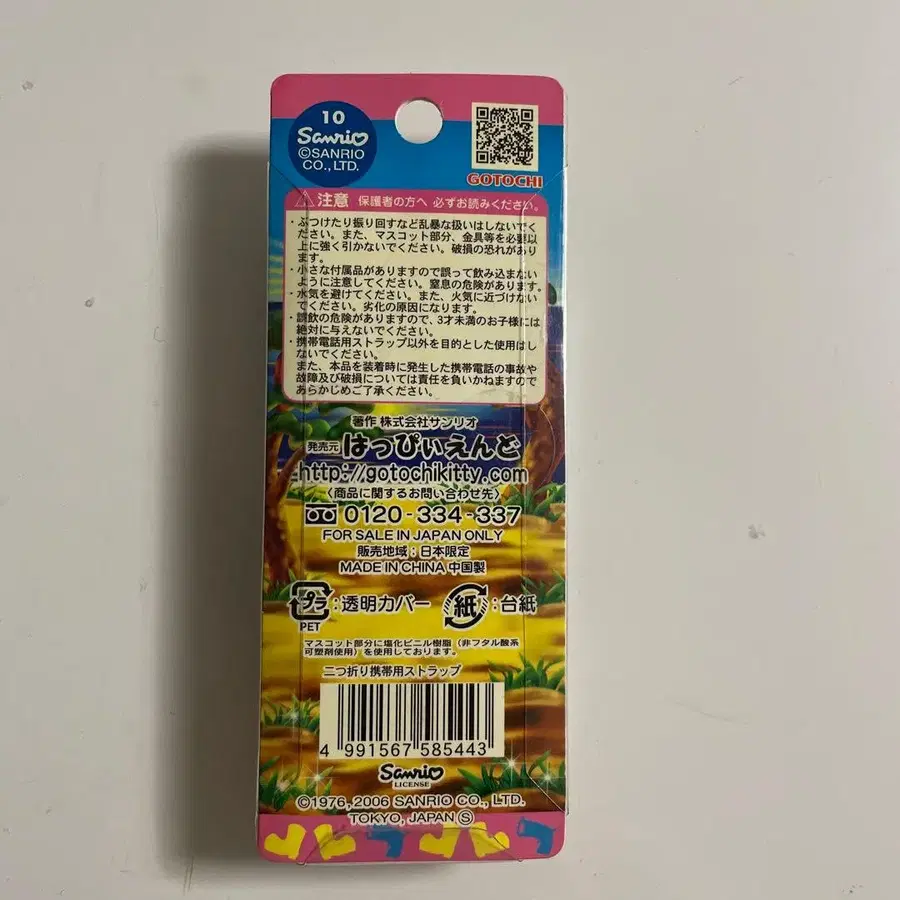 10
Sanrio
©SANRIO
CO.,LTD.
GOTOCHI
注意 保護者の方へ 必ずお読みください。
・ぶつけたり振り回すなど乱暴な扱いはしないでく
ださい。また、マスコット部分、金具等を必要以
上に強く引かないでください。破損の恐れがあり
ます。
・小さな付属品がありますので誤って飲み込まない
ように注意してください。窒息の危険があります。
・水気を避けてください。また、火気に近づけない
でください。劣化の原因になります。
・誤飲の危険がありますので、3才未満のお子様には
絶対に与えないでください。
・携帯電話用ストラップ以外を目的とした使用はし
ないでください。
また、本品を装着時に発生した携帯電話の事故や
故障及び破損については責任を負いかねますので
あらかじめご了承ください。
著作 株式会社サンリオ
発売元 はっぴぃえんど
http://gotochikitty.com
〈商品に関するお問い合わせ先〉
0120-334-337
FOR SALE IN JAPAN ONLY
販売地域:日本限定
MADE IN CHINA 中国製
プラ:透明カバー 紙:台紙
PET
マスコット部分に塩化ビニル樹脂(非フタル酸系
可塑剤使用)を使用しております。
二つ折り携帯用ストラップ
4 991567 585443
Sanrio
LICENSE
©1976, 2006 SANRIO CO., LTD.
TOKYO, JAPAN Ⓢ